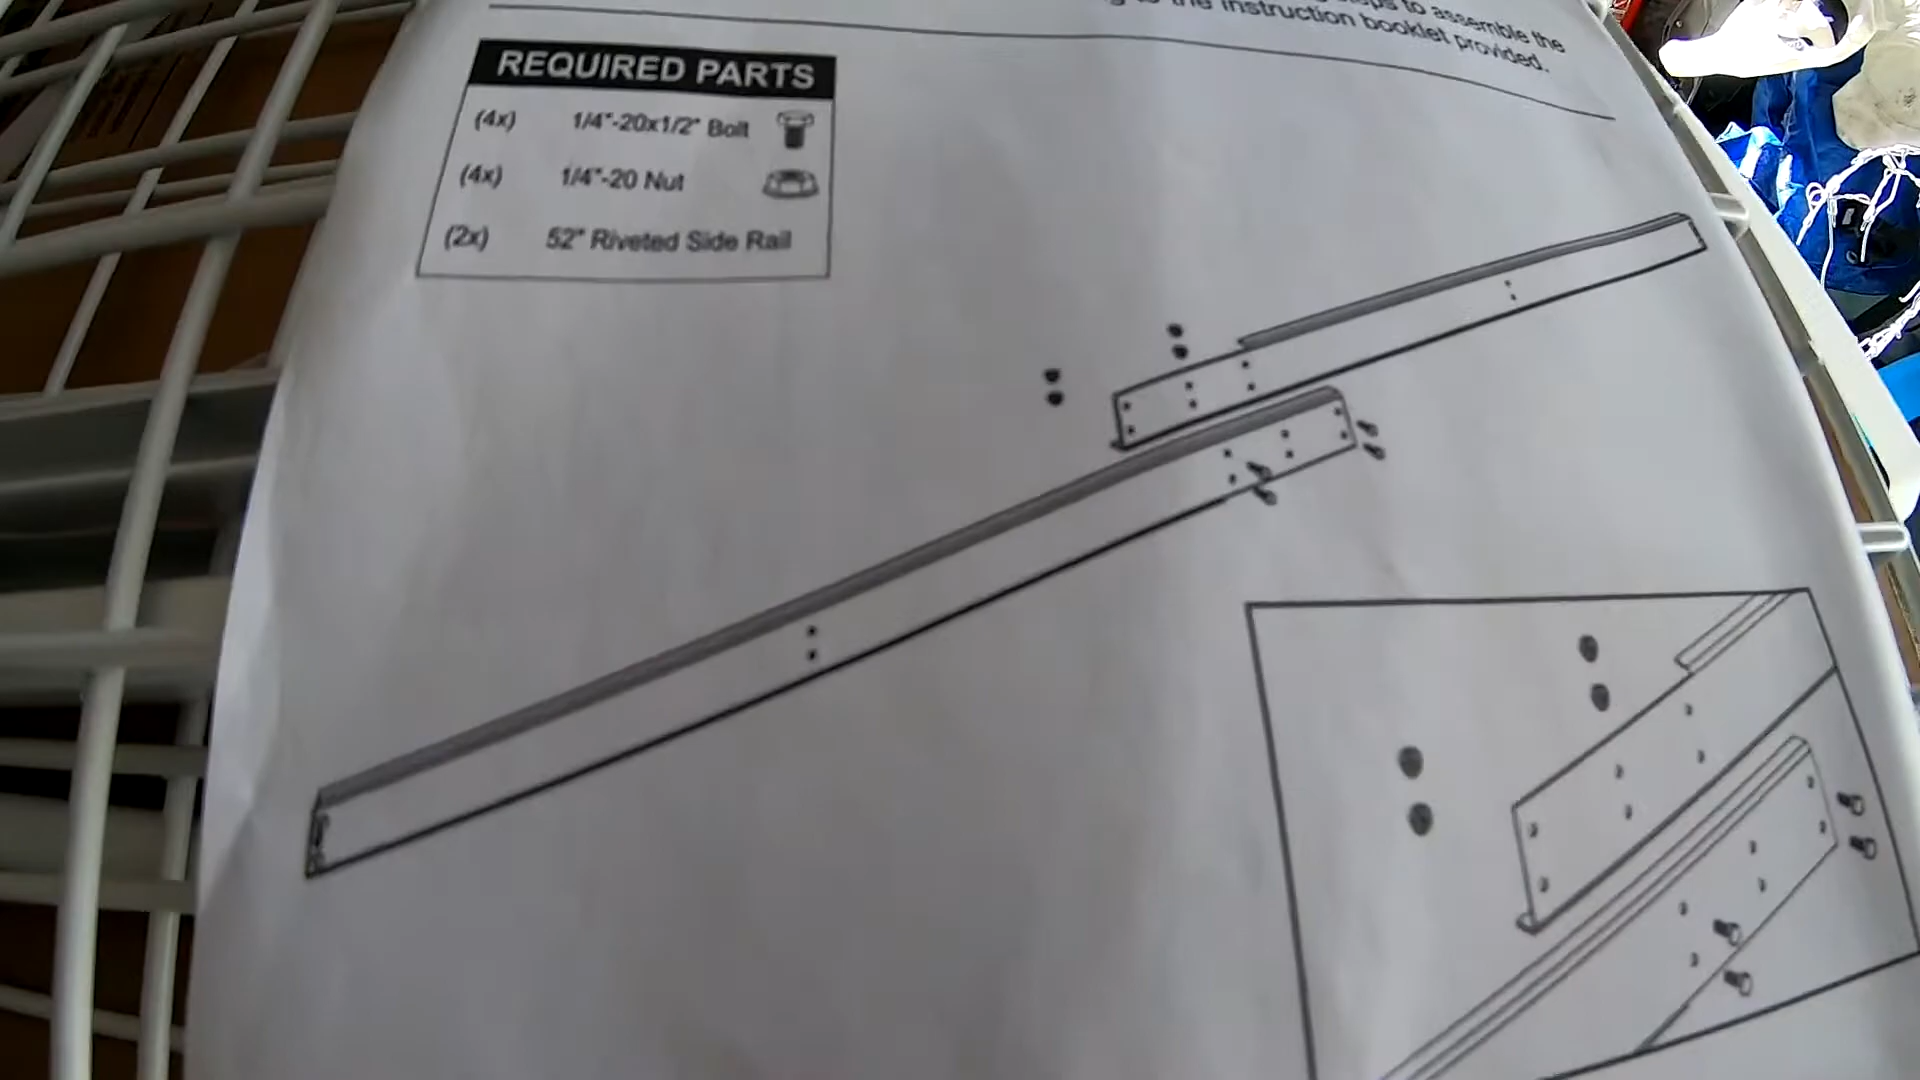 to assemble the
to the instruction booklet provided.
REQUIRED PARTS
(4x) 1/4"-20x1/2" Bolt
(4x) 1/4"-20 Nut
(2x) 52" Riveted Side Rail